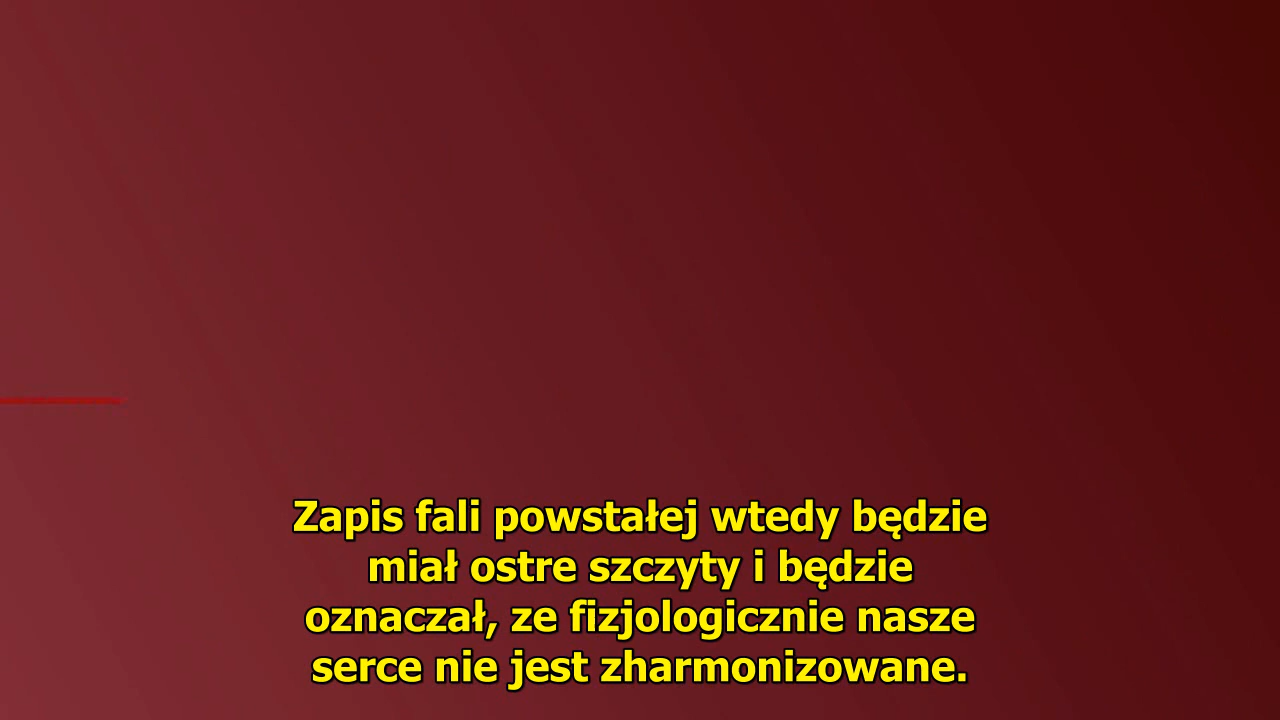 Zapis fali powstałej wtedy będzie
miał ostre szczyty i będzie
oznaczał, ze fizjologicznie nasze
serce nie jest zharmonizowane.